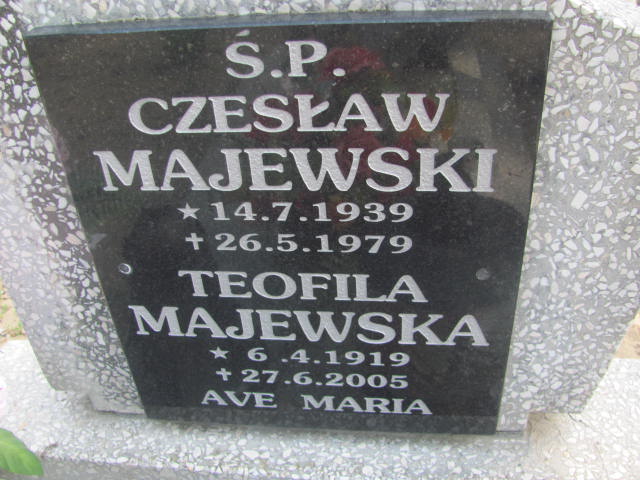 Ś.P.
CZESŁAW
MAJEWSKI
★ 14.7.1939
✝ 26.5.1979
TEOFILA
MAJEWSKA
★ 6.4.1919
✝ 27.6.2005
AVE MARIA